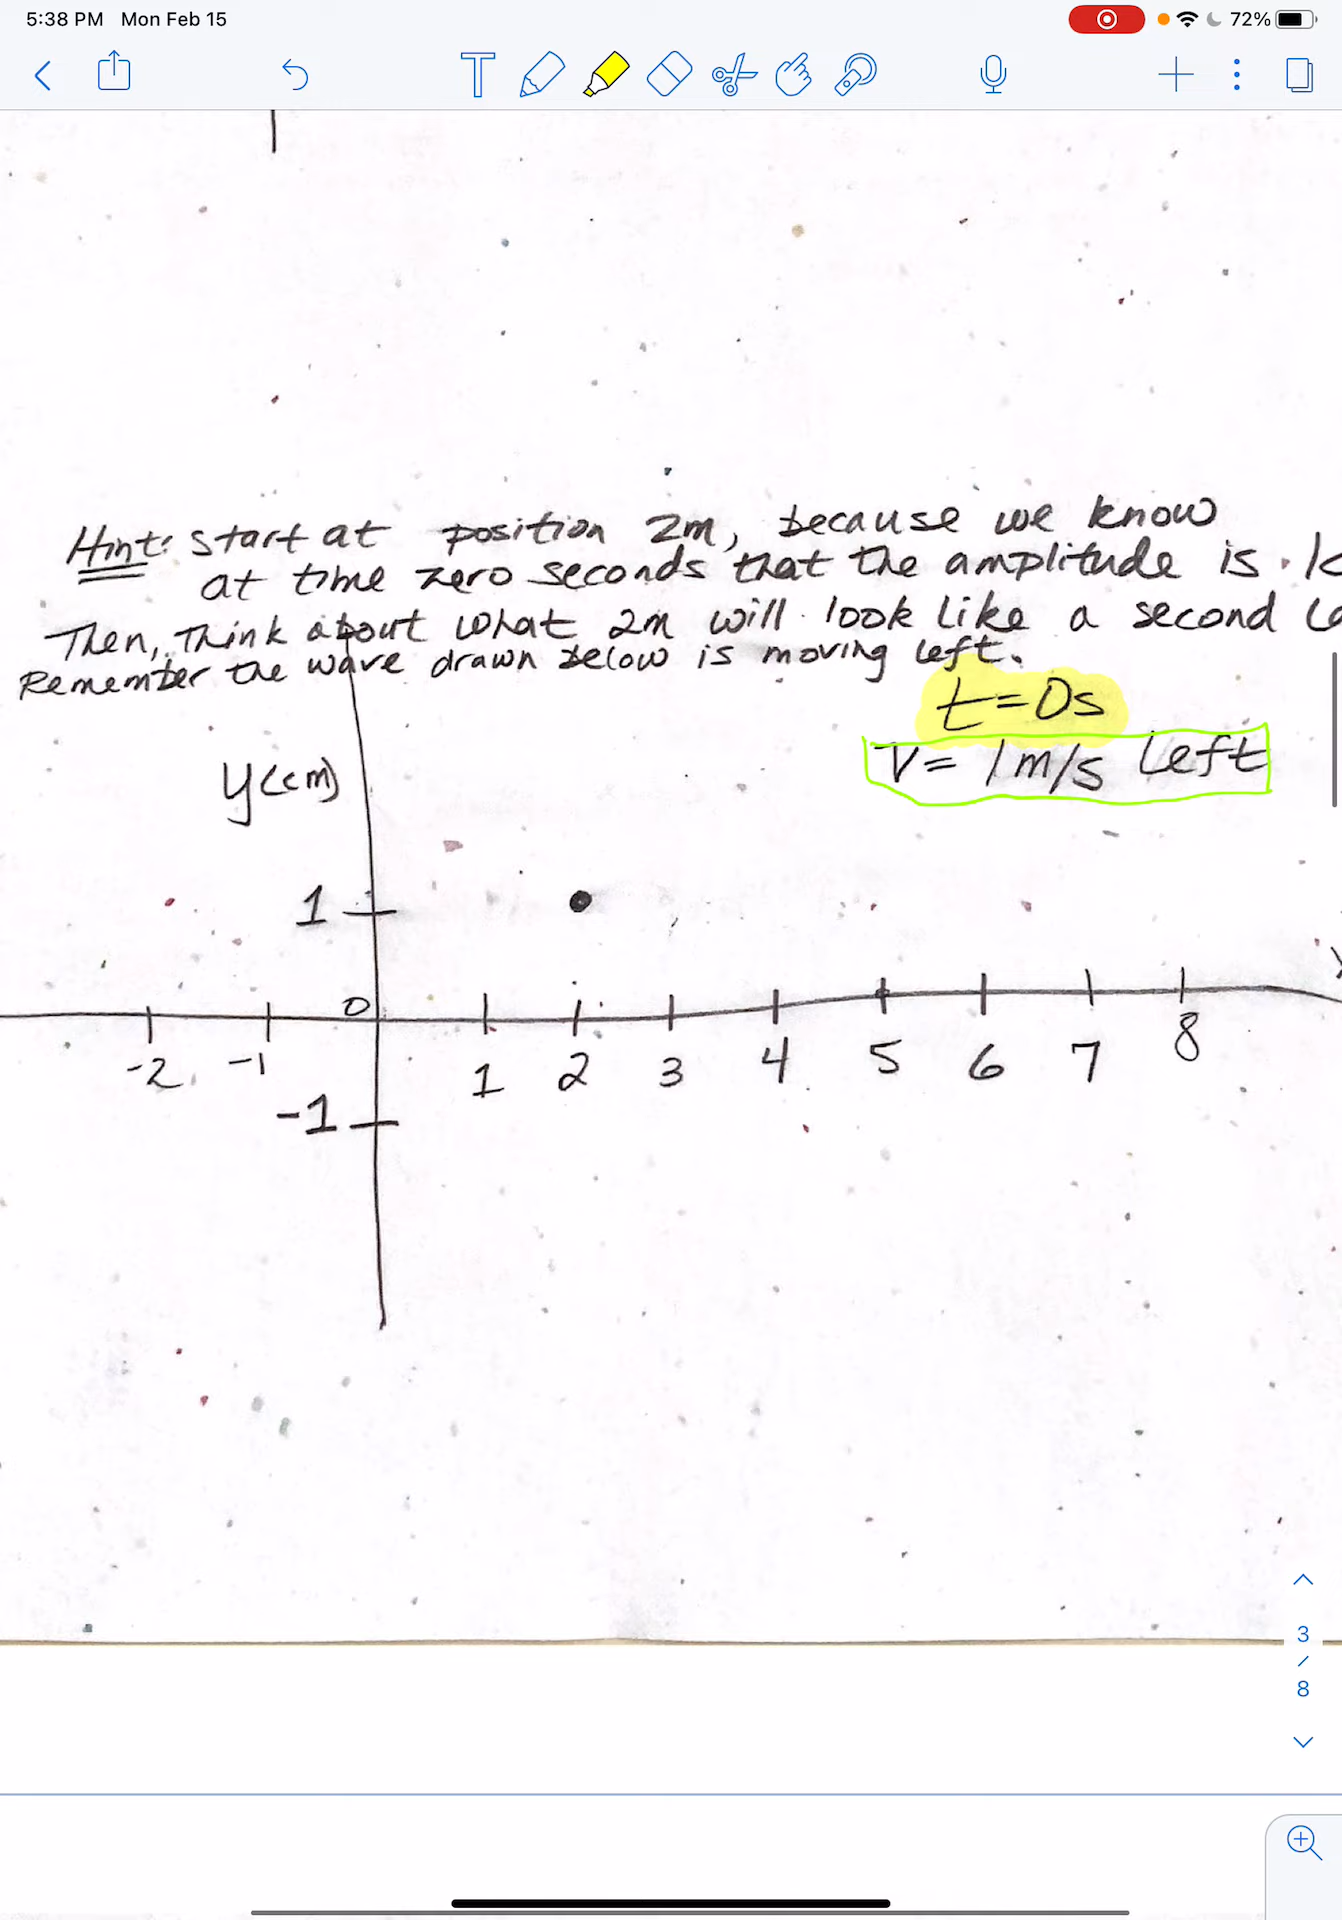 5:38 PM Mon Feb 15
72%
T
Hint: start at position 2m, because we know
at time zero seconds that the amplitude is
Then, Think about what 2m will look like a second
Remember the wave drawn below is moving left.
t=0s
V= 1m/s Left
y(cm)
1
0
-2 -1 1 2 3 4 5 6 7 8
-1
3
/
8